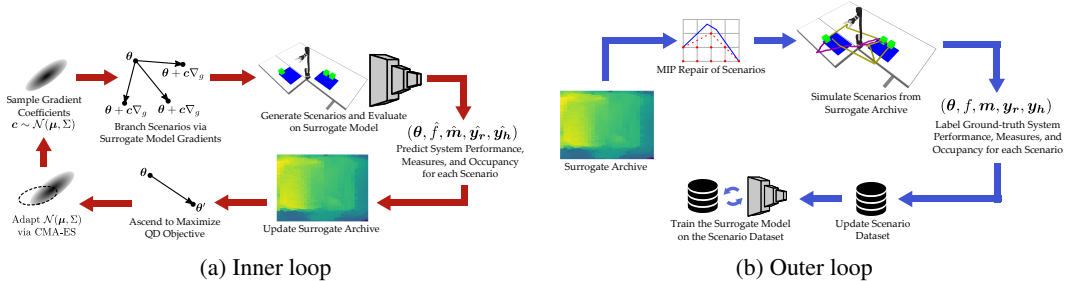 Sample Gradient
Coefficients
c ∼ N(μ, Σ)
θ
θ + c∇g
θ + c∇g
θ + c∇g
Branch Scenarios via
Surrogate Model Gradients
Generate Scenarios and Evaluate
on Surrogate Model
(θ, f̂, m̂, ŷr, ŷh)
Predict System Performance,
Measures, and Occupancy
for each Scenario
Update Surrogate Archive
θ
θ'
Ascend to Maximize
QD Objective
Adapt N(μ, Σ)
via CMA-ES
(a) Inner loop
Surrogate Archive
MIP Repair of Scenarios
Simulate Scenarios from
Surrogate Archive
(θ, f, m, yr, yh)
Label Ground-truth System
Performance, Measures, and
Occupancy for each Scenario
Update Scenario
Dataset
Train the Surrogate Model
on the Scenario Dataset
(b) Outer loop